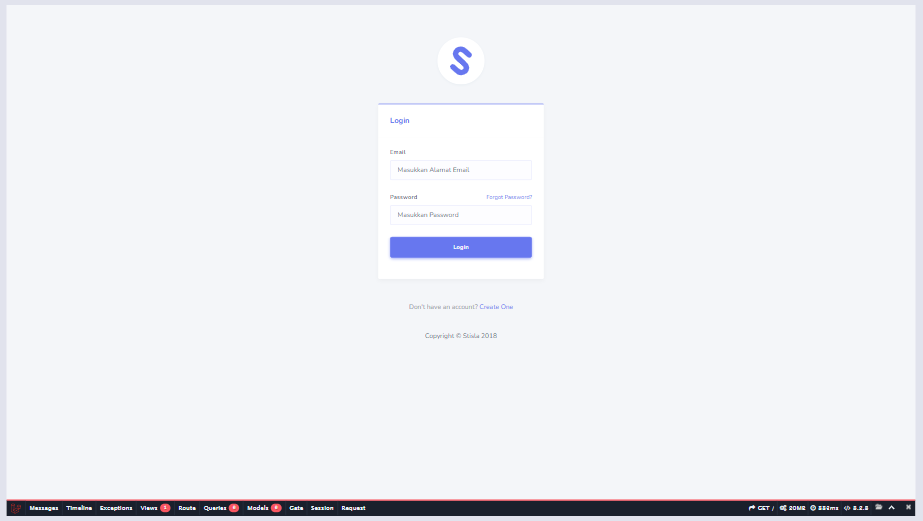 Login
Email
Masukkan Alamat Email
Password Forgot Password?
Masukkan Password
Login
Don't have an account? Create One
Copyright © Stisla 2018
Messages Timeline Exceptions Views Route Queries Models Gate Session Request GET / 20MB 8.2.8